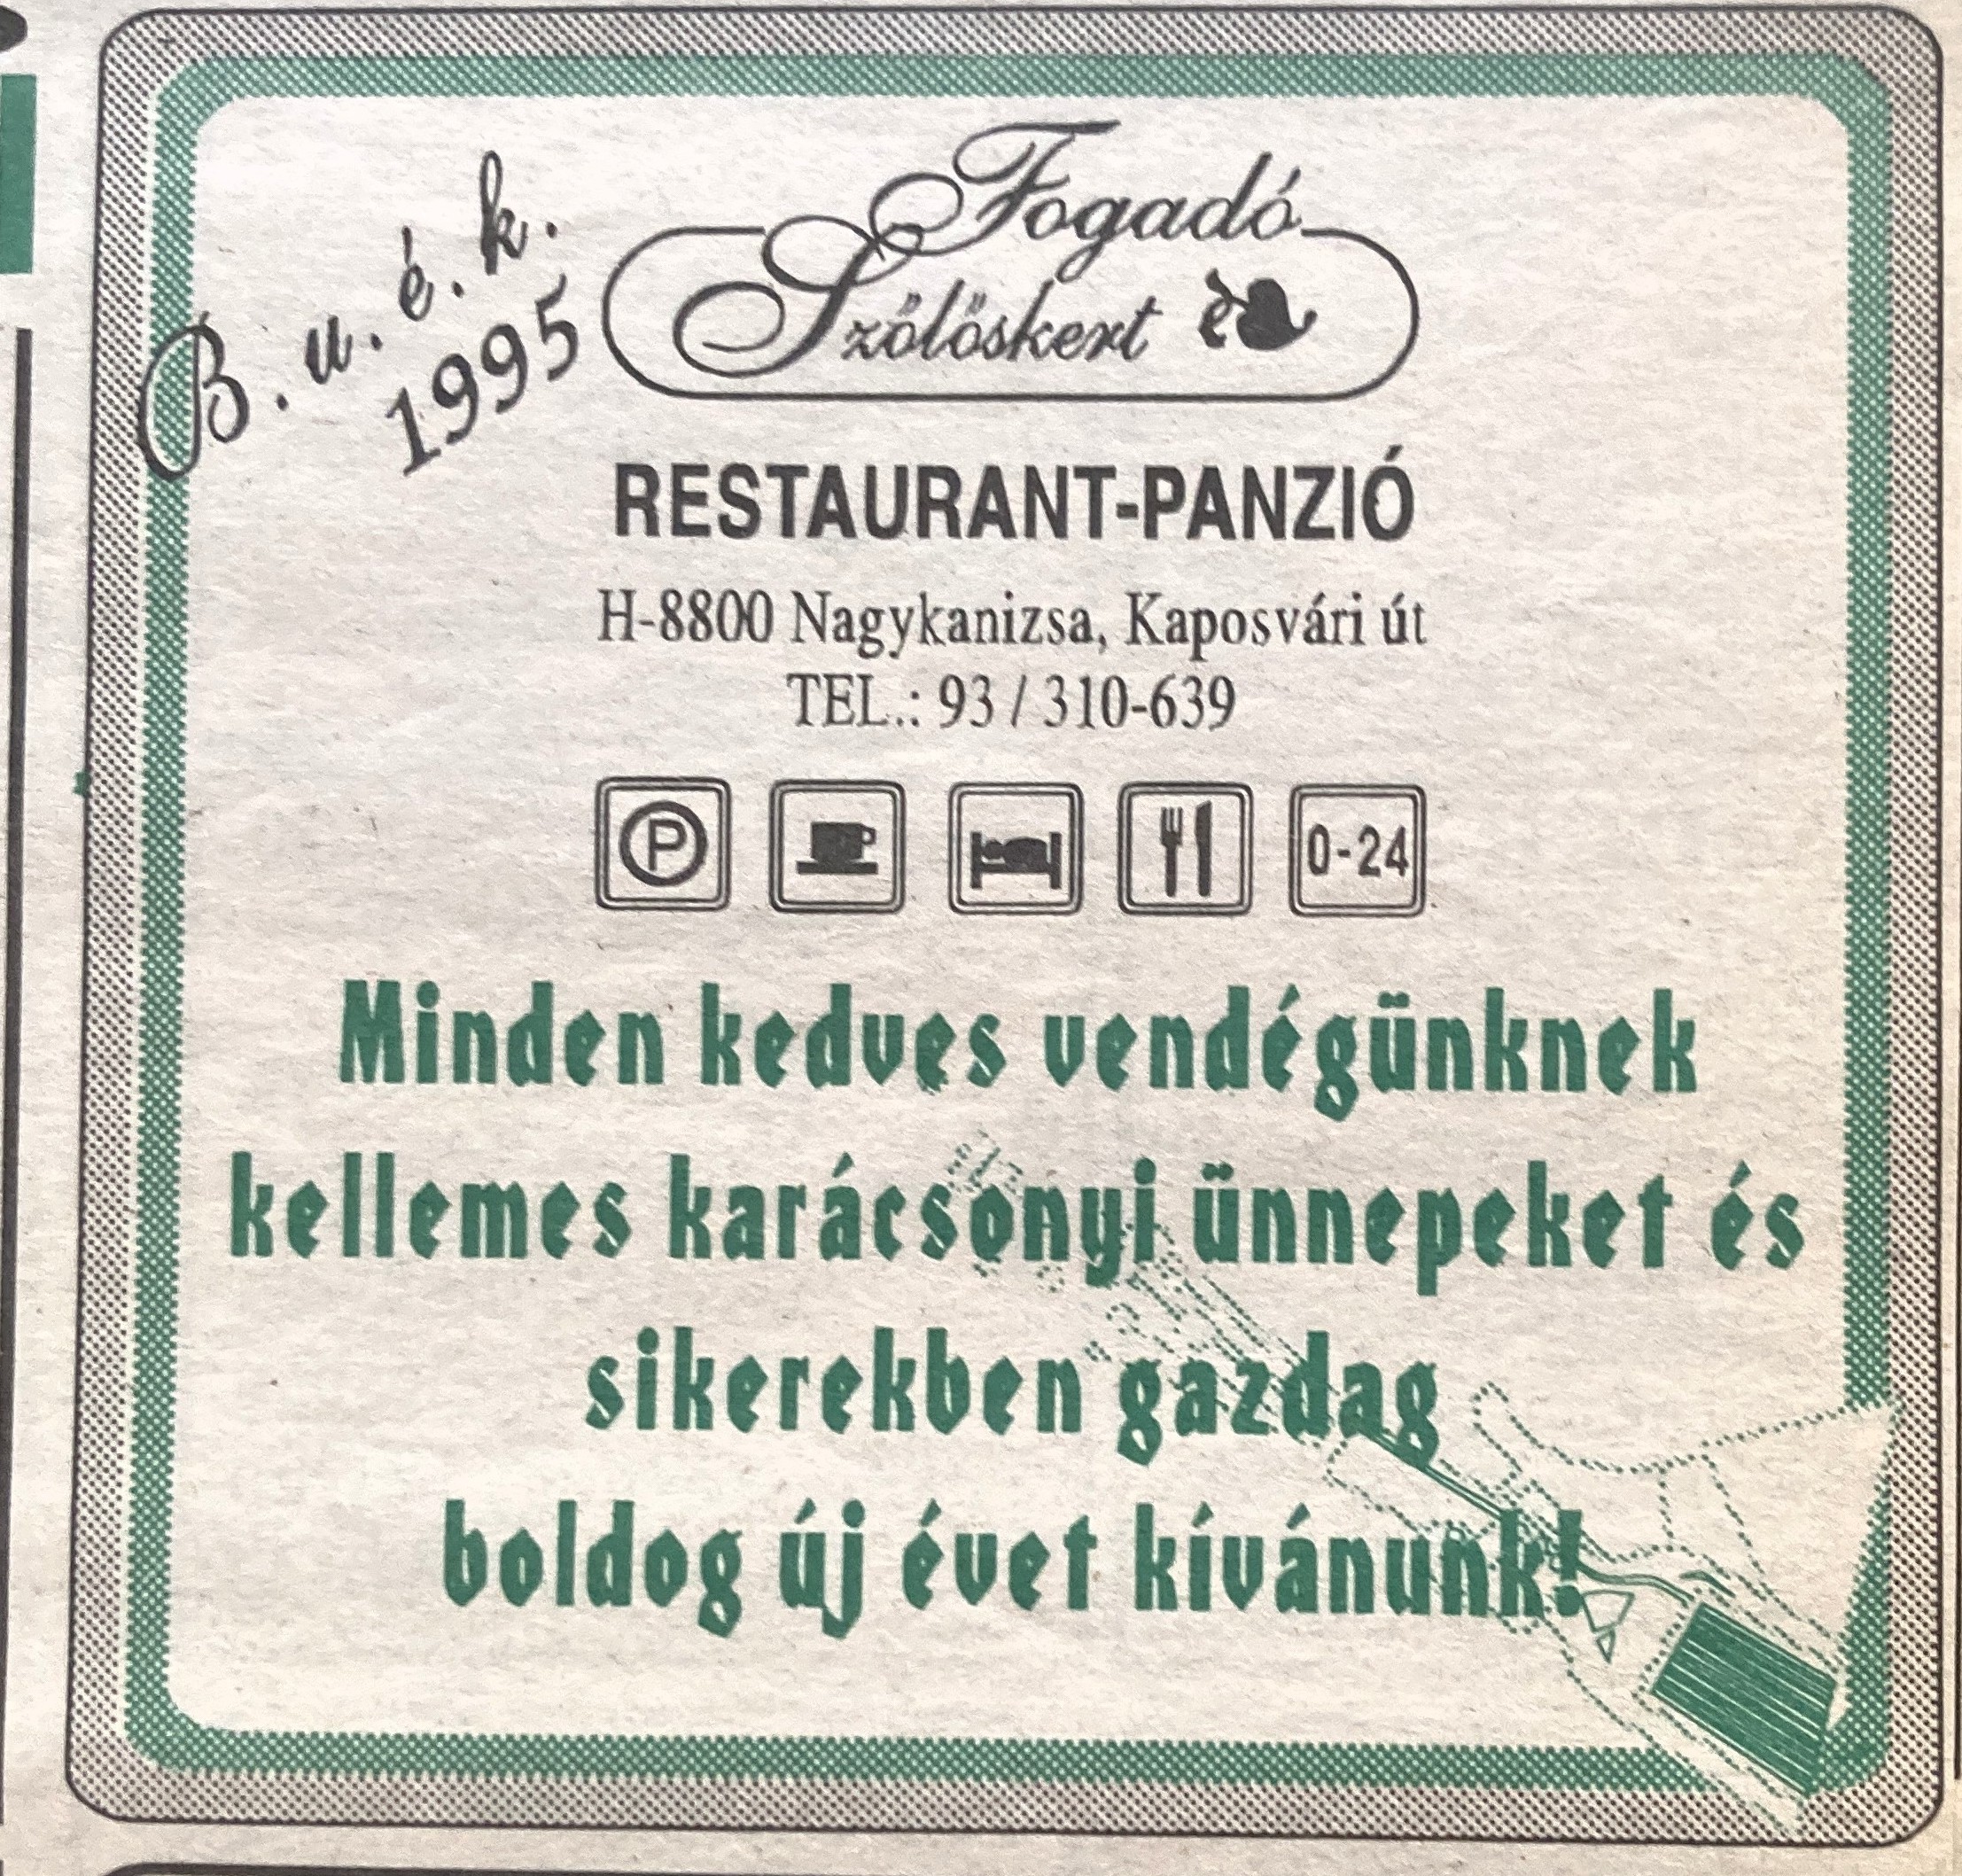 B. u. é. k.
1995
Fogadó
Szőlőskert
RESTAURANT-PANZIÓ
H-8800 Nagykanizsa, Kaposvári út
TEL.: 93 / 310-639
P
0-24
Minden kedves vendégünknek
kellemes karácsonyi ünnepeket és
sikerekben gazdag
boldog új évet kívánunk!